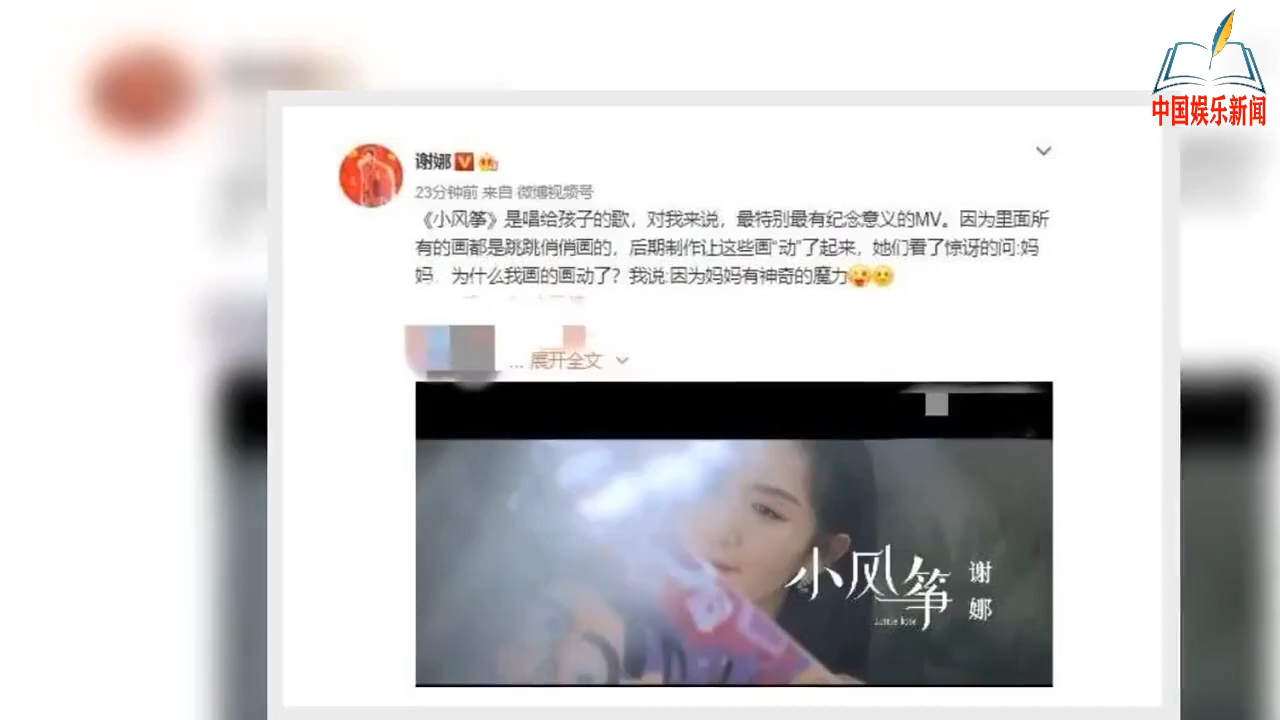 中国娱乐新闻
谢娜
23分钟前 来自 微博视频号
《小风筝》是唱给孩子的歌，对我来说，最特别最有纪念意义的MV。因为里面所
有的画都是跳跳俏俏画的，后期制作让这些画“动”了起来，她们看了惊讶的问:妈
妈，为什么我画的画动了？我说:因为妈妈有神奇的魔力
... 展开全文
小风筝
谢娜
Little kite